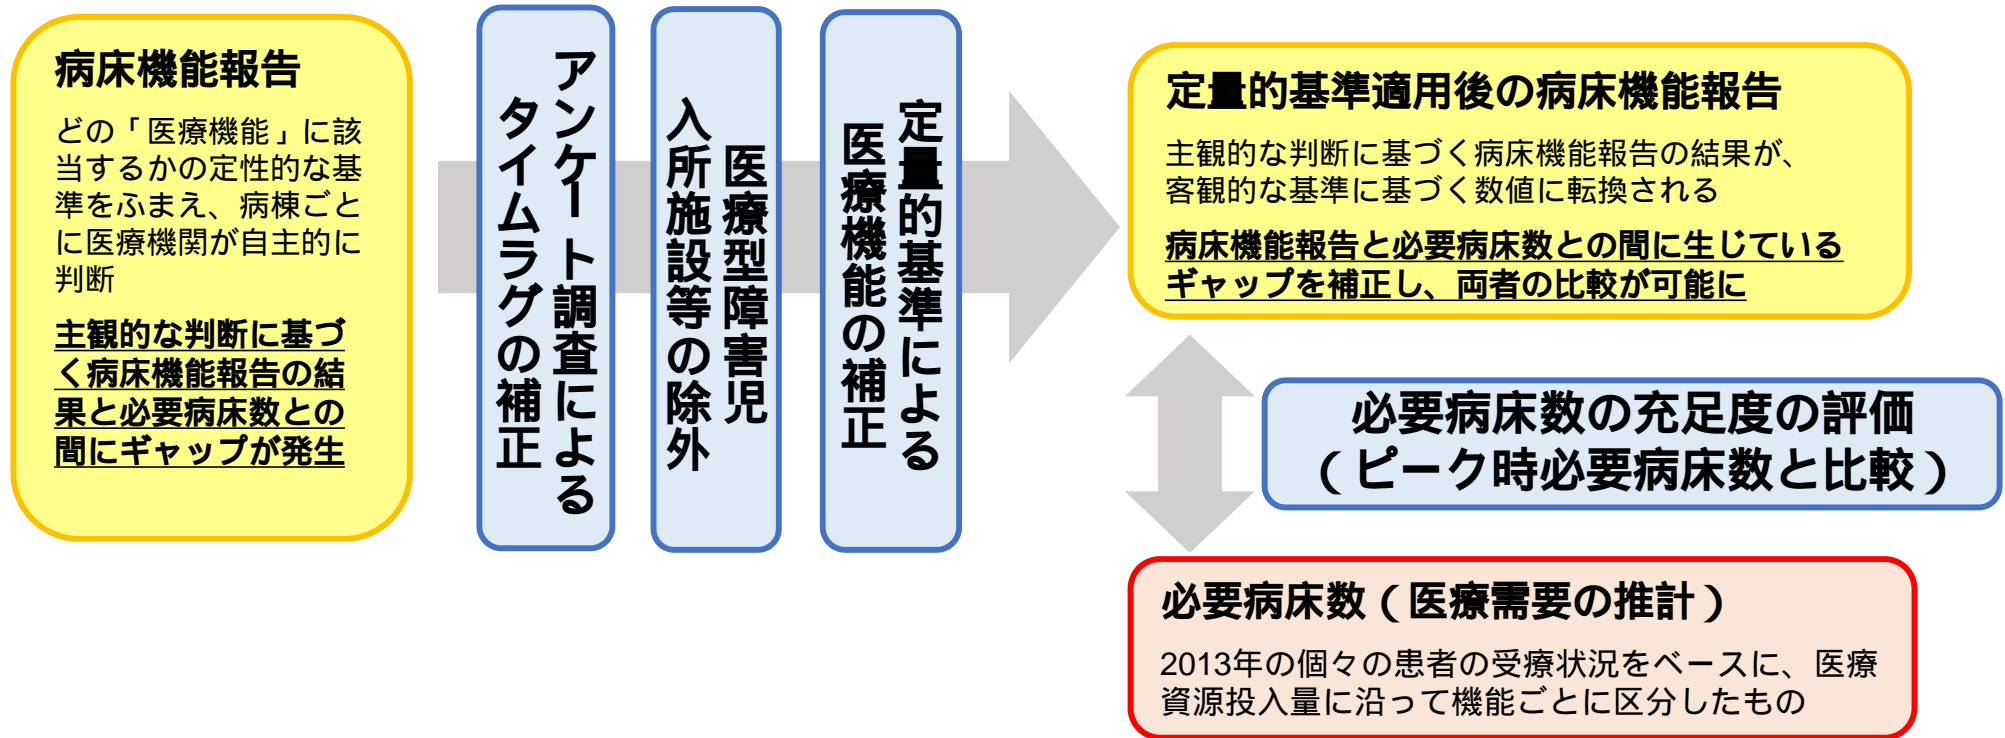 病床機能報告
どの「医療機能」に該
当するかの定性的な基
準をふまえ、病棟ごと
に医療機関が自主的に
判断
主観的な判断に基づ
く病床機能報告の結
果と必要病床数との
間にギャップが発生
アンケート調査による
タイムラグの補正
医療型障害児
入所施設等の除外
定量的基準による
医療機能の補正
定量的基準適用後の病床機能報告
主観的な判断に基づく病床機能報告の結果が、
客観的な基準に基づく数値に転換される
病床機能報告と必要病床数との間に生じている
ギャップを補正し、両者の比較が可能に
必要病床数の充足度の評価
(ピーク時必要病床数と比較)
必要病床数(医療需要の推計)
2013年の個々の患者の受療状況をベースに、医療
資源投入量に沿って機能ごとに区分したもの